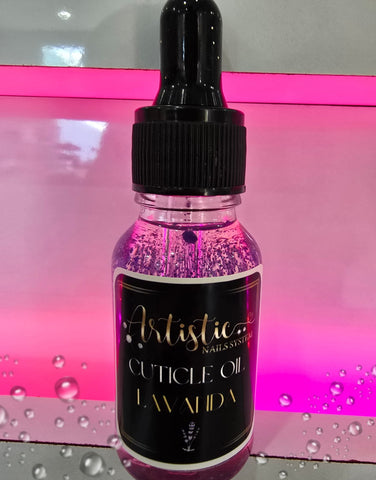 Artistic
NAILS SYSTEM
CUTICLE OIL
LAVANDA